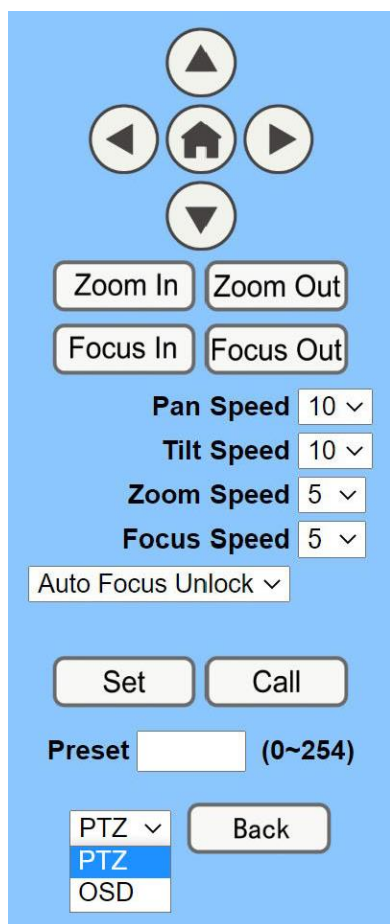 Zoom In Zoom Out
Focus In Focus Out
Pan Speed 10
Tilt Speed 10
Zoom Speed 5
Focus Speed 5
Auto Focus Unlock
Set Call
Preset (0~254)
PTZ Back
PTZ
OSD